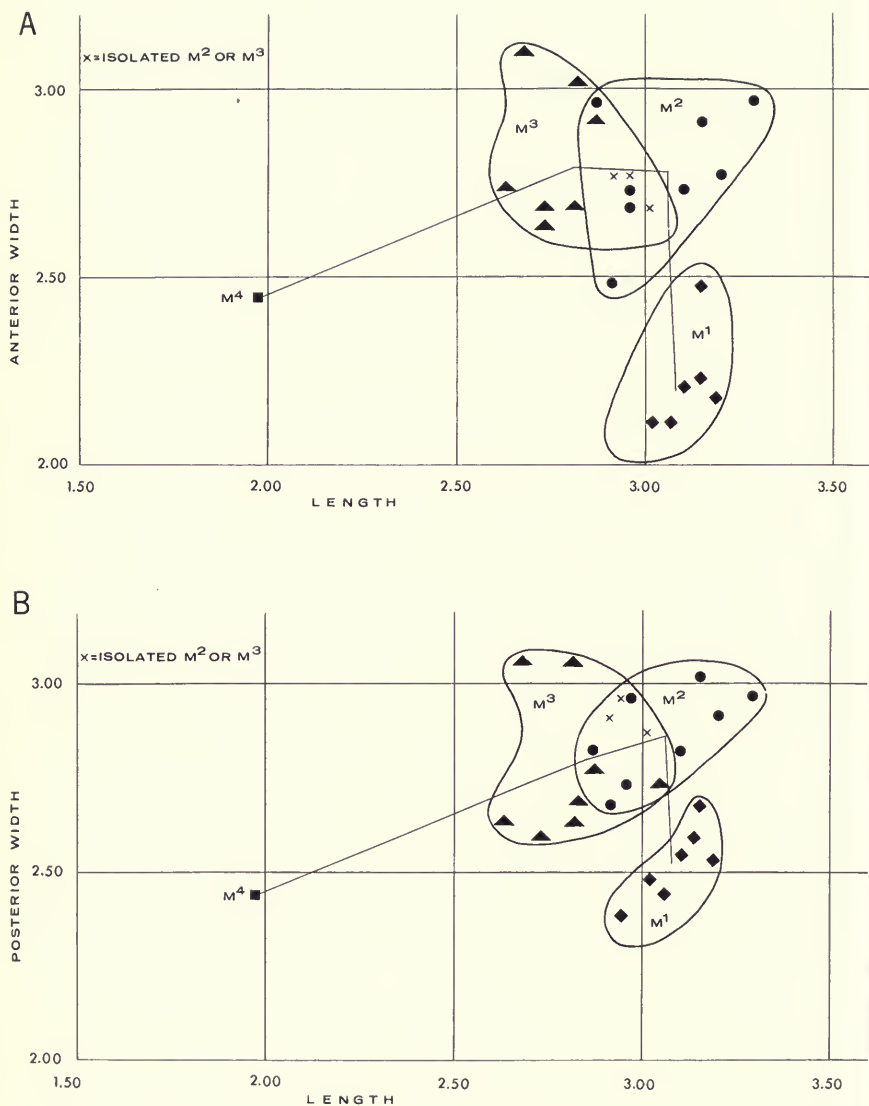 A
×=ISOLATED M² OR M³
3.00
M³
M²
2.50
M⁴
M¹
2.00
ANTERIOR WIDTH
1.50
2.00
2.50
3.00
3.50
LENGTH
B
×=ISOLATED M² OR M³
3.00
M³
M²
2.50
M⁴
M¹
2.00
POSTERIOR WIDTH
1.50
2.00
2.50
3.00
3.50
LENGTH